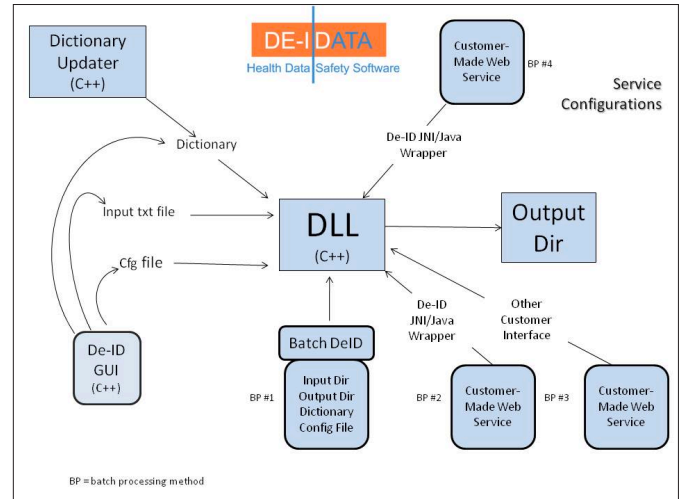 Dictionary
Updater
(C++)
DE-IDATA
Health Data Safety Software
Customer-
Made Web
Service
BP #4
Service
Configurations
Dictionary
De-ID JNI/Java
Wrapper
Input txt file
DLL
(C++)
Output
Dir
Cfg file
De-ID
JNI/Java
Wrapper
Other
Customer
Interface
De-ID
GUI
(C++)
Batch DeID
BP #1
Input Dir
Output Dir
Dictionary
Config File
BP #2
Customer-
Made Web
Service
BP #3
Customer-
Made Web
Service
BP = batch processing method